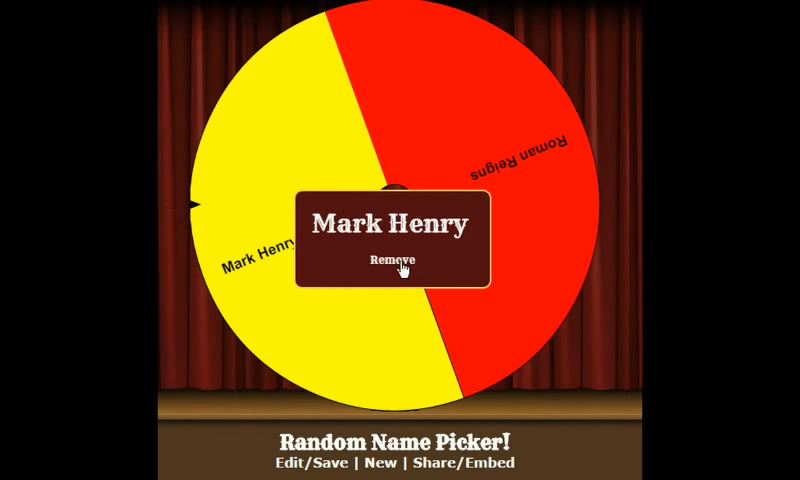 Roman Reigns
Mark Henry
Mark Henry
Remove
Random Name Picker!
Edit/Save | New | Share/Embed